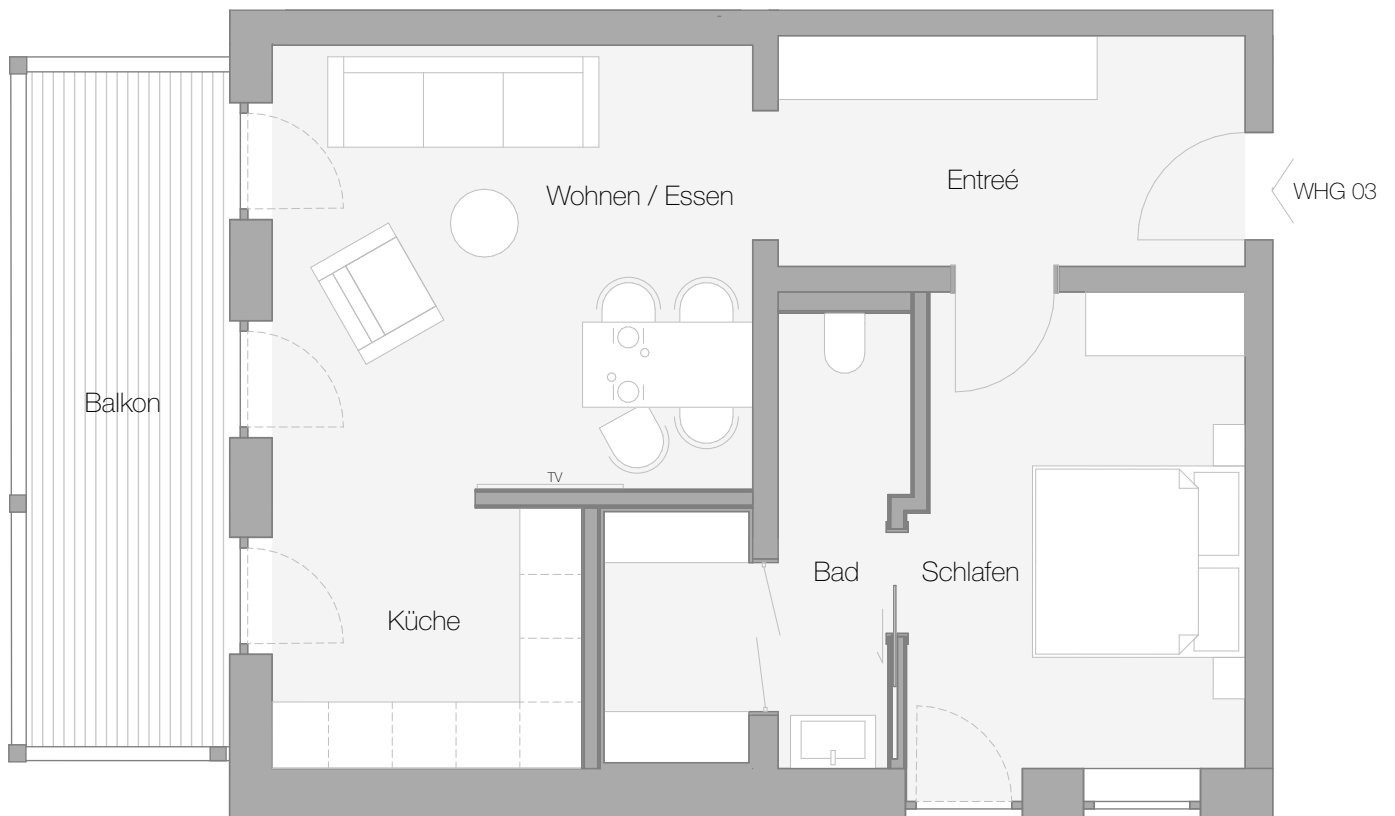 Entreé
WHG 03
Wohnen / Essen
Balkon
TV
Bad
Schlafen
Küche